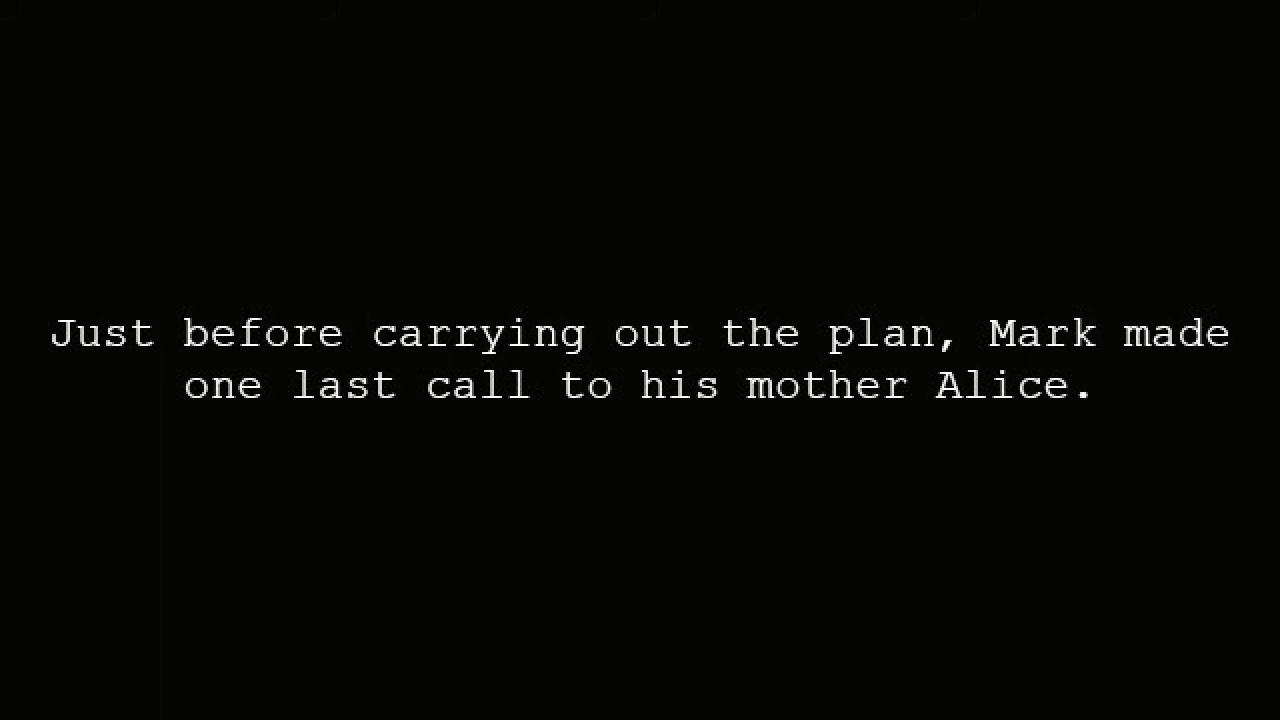 Just before carrying out the plan, Mark made
one last call to his mother Alice.